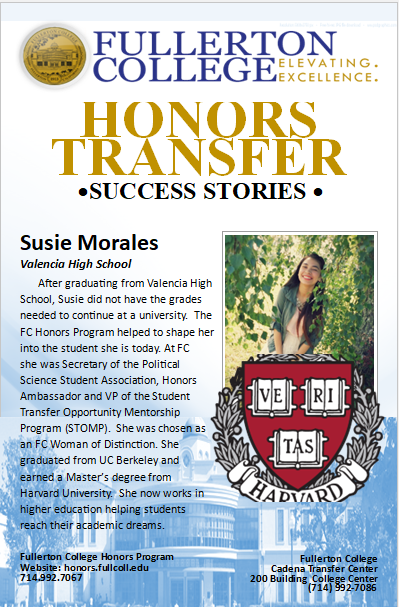 FULLERTON
COLLEGE
ELEVATING.
EXCELLENCE.
HONORS
TRANSFER
•SUCCESS STORIES •
Susie Morales
Valencia High School
After graduating from Valencia High
School, Susie did not have the grades
needed to continue at a university.  The
FC Honors Program helped to shape her
into the student she is today. At FC
she was Secretary of the Political
Science Student Association, Honors
Ambassador and VP of the Student
Transfer Opportunity Mentorship
Program (STOMP).  She was chosen as
an FC Woman of Distinction. She
graduated from UC Berkeley and
earned a Master's degree from
Harvard University.  She now works in
higher education helping students
reach their academic dreams.
VE RI
TAS
HARVARD
Fullerton College Honors Program
Website: honors.fullcoll.edu
714.992.7067
Fullerton College
Cadena Transfer Center
200 Building  College Center
(714) 992-7086